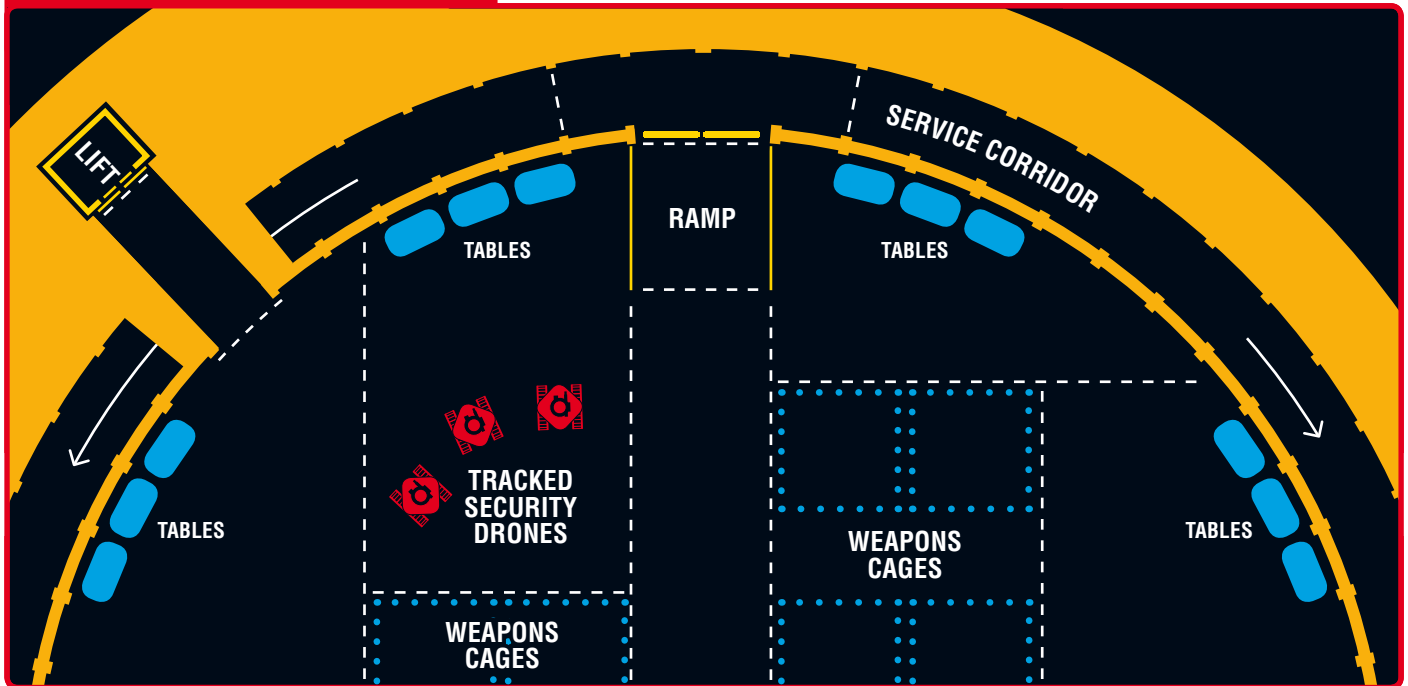 LIFT
SERVICE CORRIDOR
RAMP
TABLES
TABLES
TRACKED
SECURITY
DRONES
TABLES
TABLES
WEAPONS
CAGES
WEAPONS
CAGES